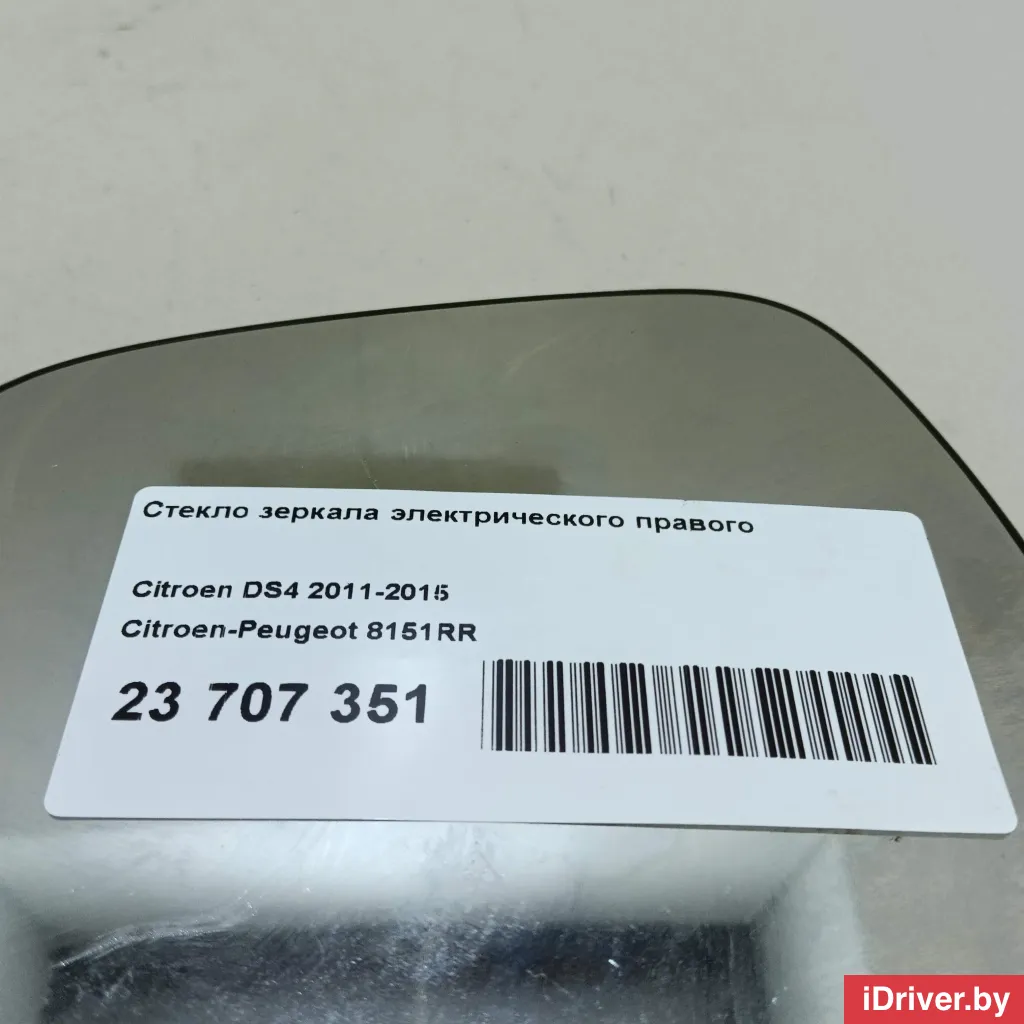 Стекло зеркала электрического правого
Citroen DS4 2011-2015
Citroen-Peugeot 8151RR
23 707 351
iDriver.by